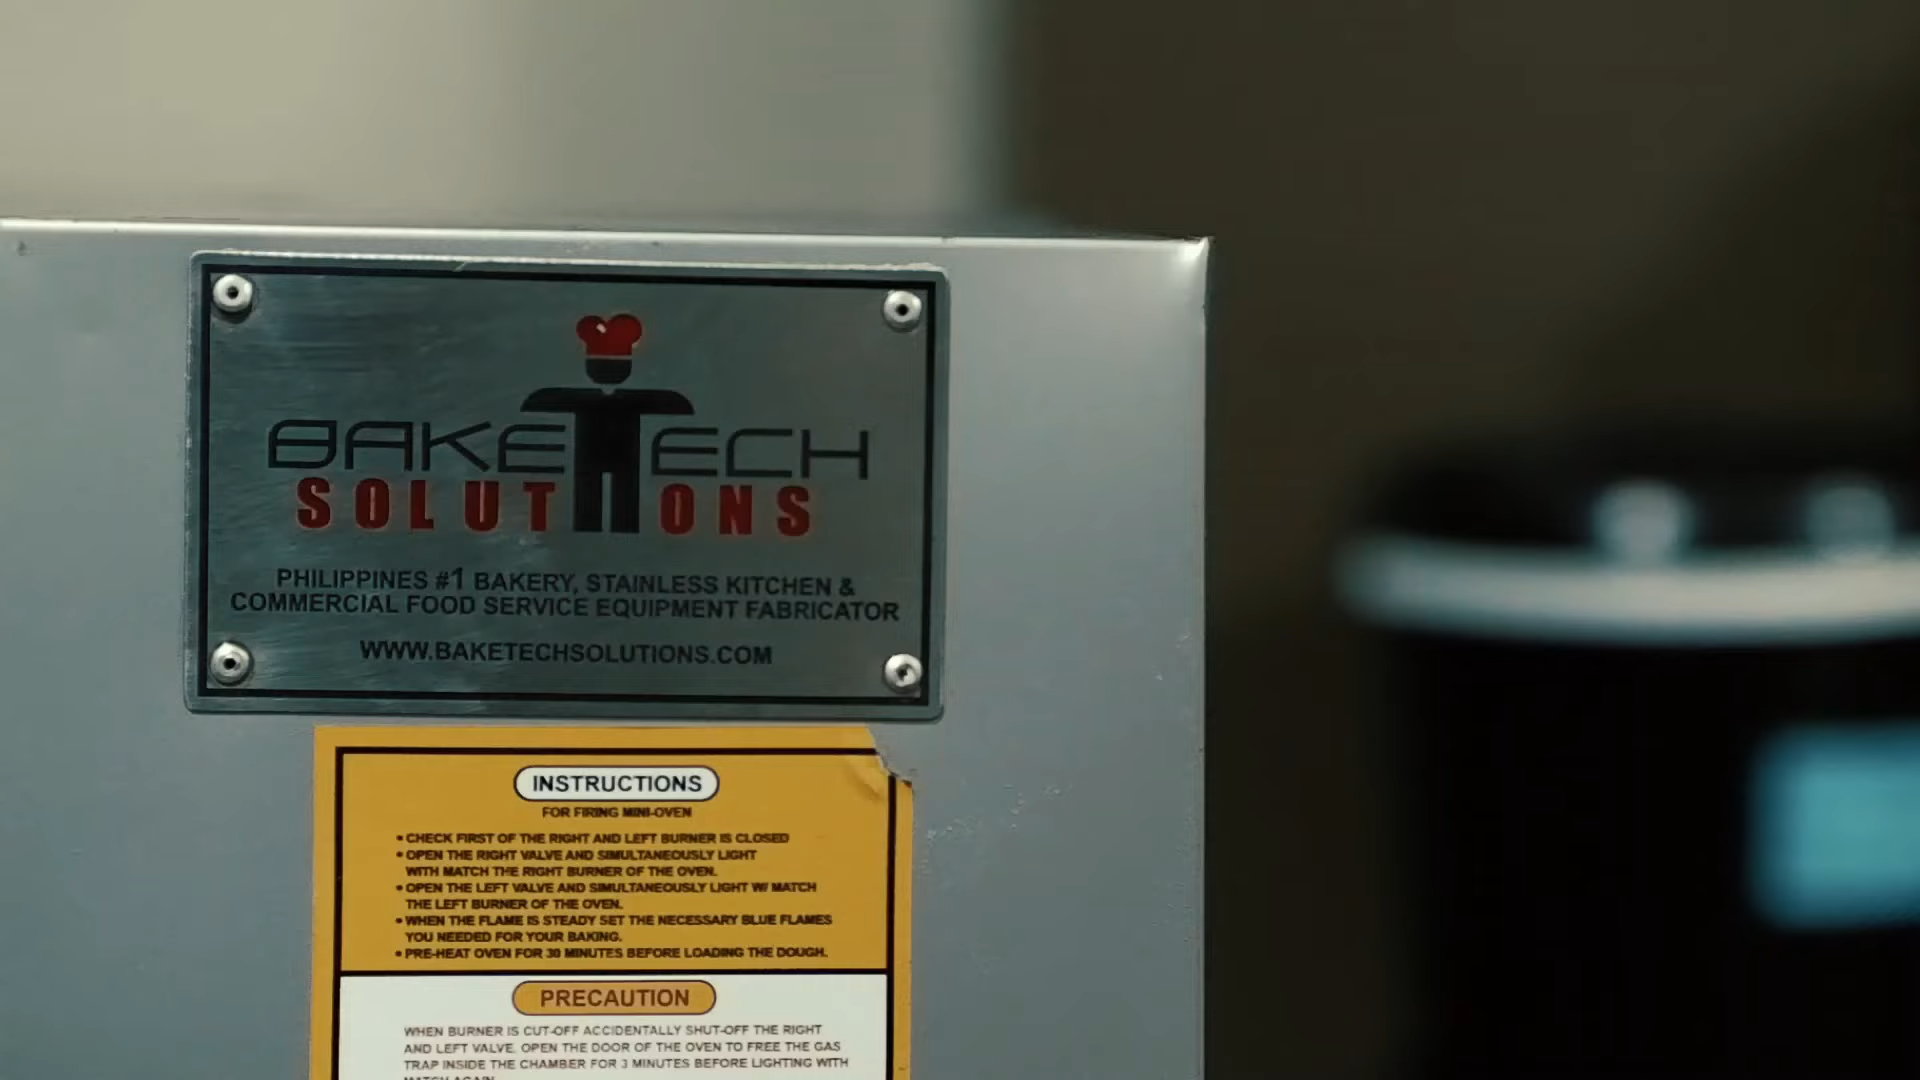 BAKETECH
SOLUTIONS
PHILIPPINES #1 BAKERY, STAINLESS KITCHEN &
COMMERCIAL FOOD SERVICE EQUIPMENT FABRICATOR
WWW.BAKETECHSOLUTIONS.COM
INSTRUCTIONS
FOR FIRING MINI-OVEN
• CHECK FIRST OF THE RIGHT AND LEFT BURNER IS CLOSED
• OPEN THE RIGHT VALVE AND SIMULTANEOUSLY LIGHT
WITH MATCH THE RIGHT BURNER OF THE OVEN.
• OPEN THE LEFT VALVE AND SIMULTANEOUSLY LIGHT W/ MATCH
THE LEFT BURNER OF THE OVEN.
• WHEN THE FLAME IS STEADY SET THE NECESSARY BLUE FLAMES
YOU NEEDED FOR YOUR BAKING.
• PRE-HEAT OVEN FOR 30 MINUTES BEFORE LOADING THE DOUGH.
PRECAUTION
WHEN BURNER IS CUT-OFF ACCIDENTALLY SHUT-OFF THE RIGHT
AND LEFT VALVE. OPEN THE DOOR OF THE OVEN TO FREE THE GAS
TRAP INSIDE THE CHAMBER FOR 3 MINUTES BEFORE LIGHTING WITH